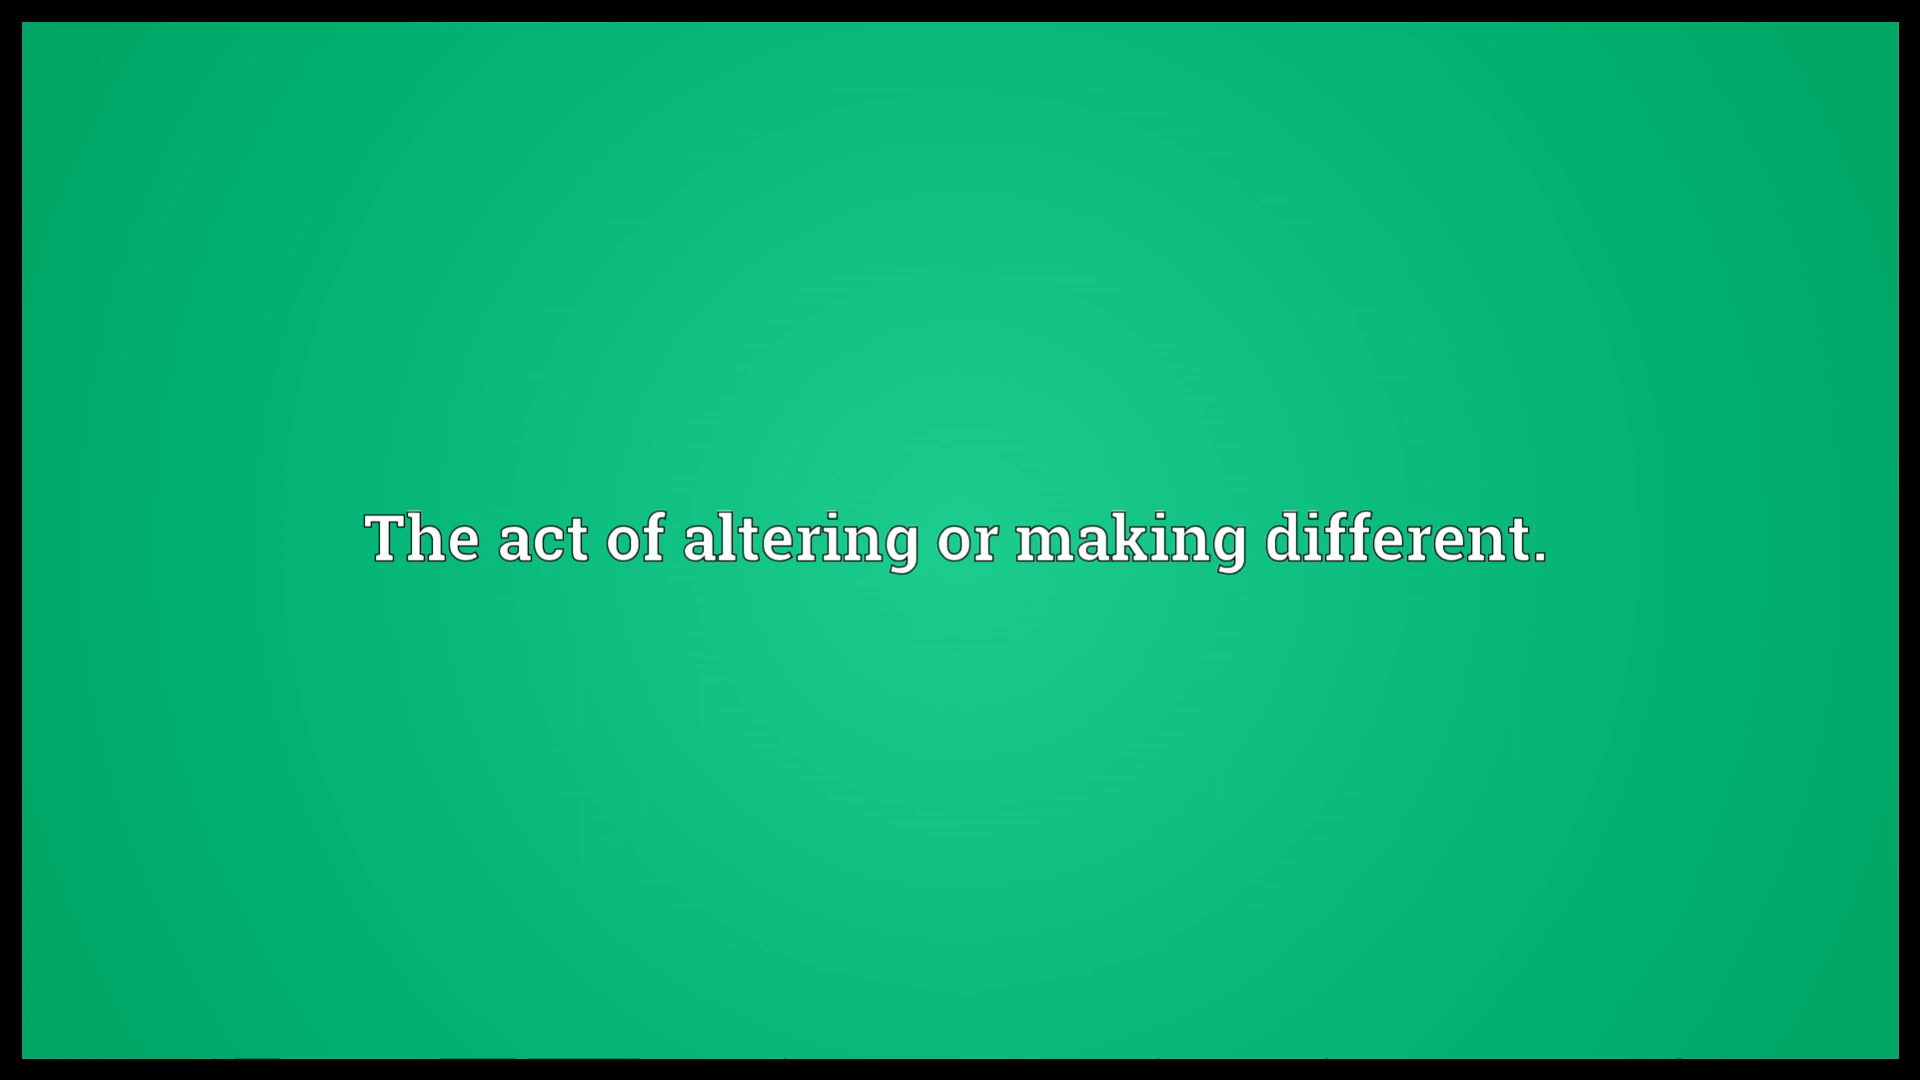 The act of altering or making different.